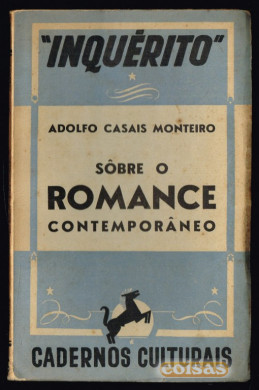 "INQUÉRITO"
ADOLFO CASAIS MONTEIRO
SÔBRE O
ROMANCE
CONTEMPORÂNEO
CADERNOS CULTURAIS
coisas